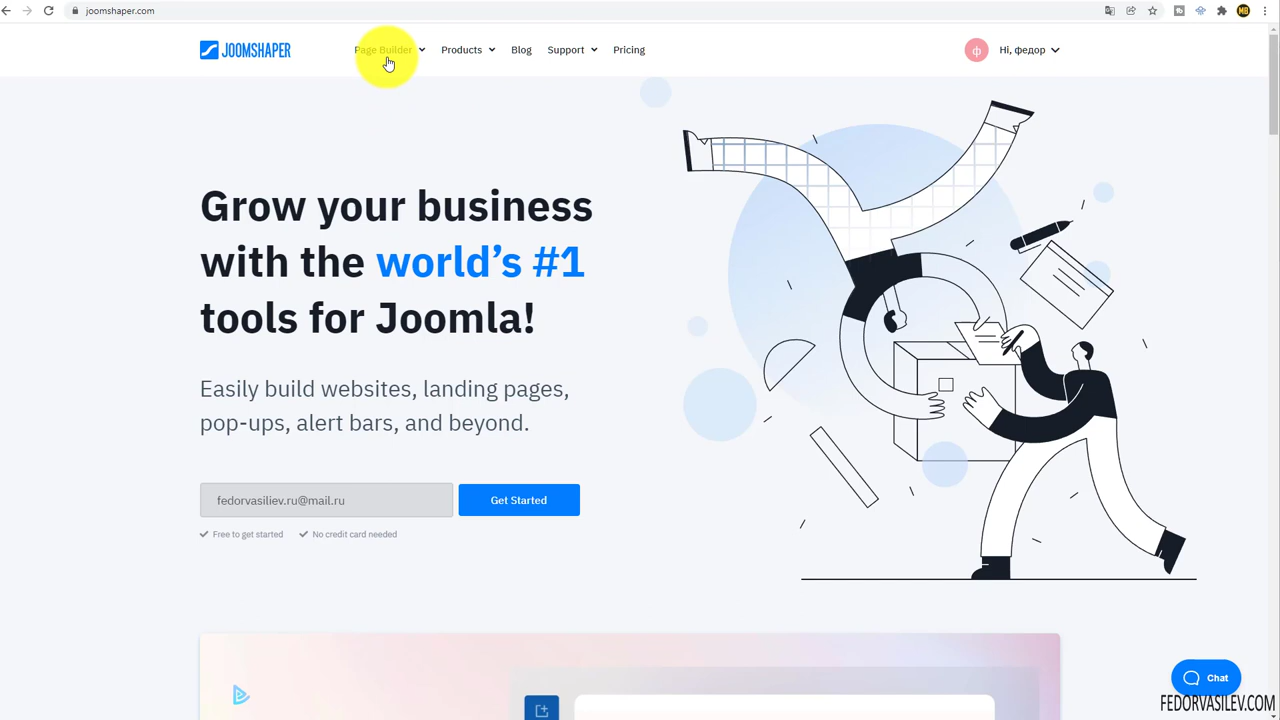 joomshaper.com
MB
JOOMSHAPER
Page Builder
Products
Blog
Support
Pricing
ф
Hi, федор
Grow your business
with the world's #1
tools for Joomla!
Easily build websites, landing pages,
pop-ups, alert bars, and beyond.
fedorvasiliev.ru@mail.ru
Get Started
Free to get started
No credit card needed
Chat
FEDORVASILEV.COM